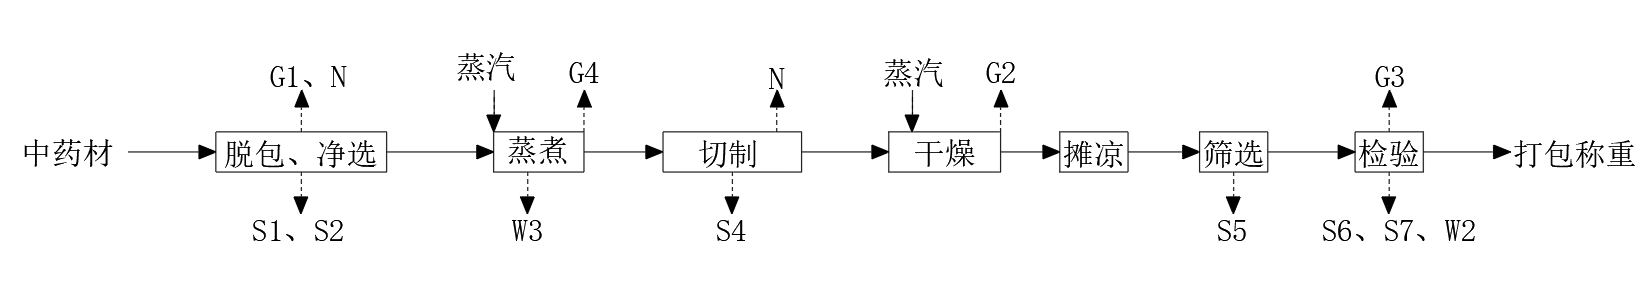 G1、N
蒸汽
G4
N
蒸汽
G2
G3
中药材
脱包、净选
蒸煮
切制
干燥
摊凉
筛选
检验
打包称重
S1、S2
W3
S4
S5
S6、S7、W2